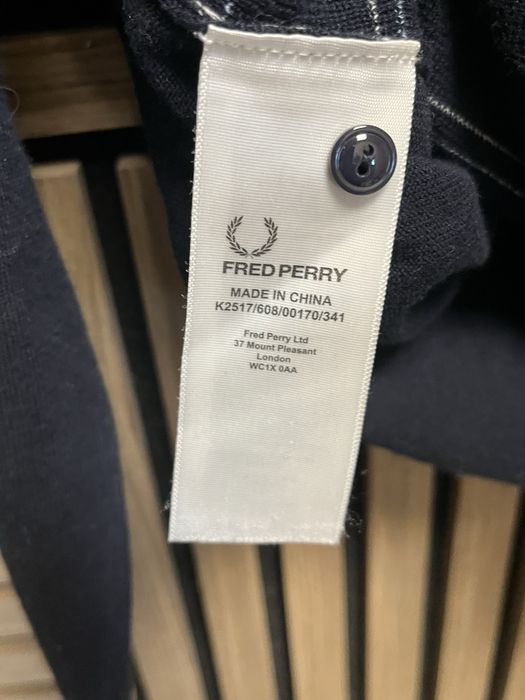 FRED PERRY
MADE IN CHINA
K2517/608/00170/341
Fred Perry Ltd
37 Mount Pleasant
London
WC1X 0AA